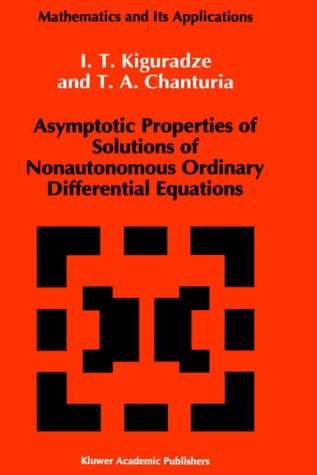 Mathematics and Its Applications
I. T. Kiguradze
and T. A. Chanturia
Asymptotic Properties of
Solutions of
Nonautonomous Ordinary
Differential Equations
Kluwer Academic Publishers